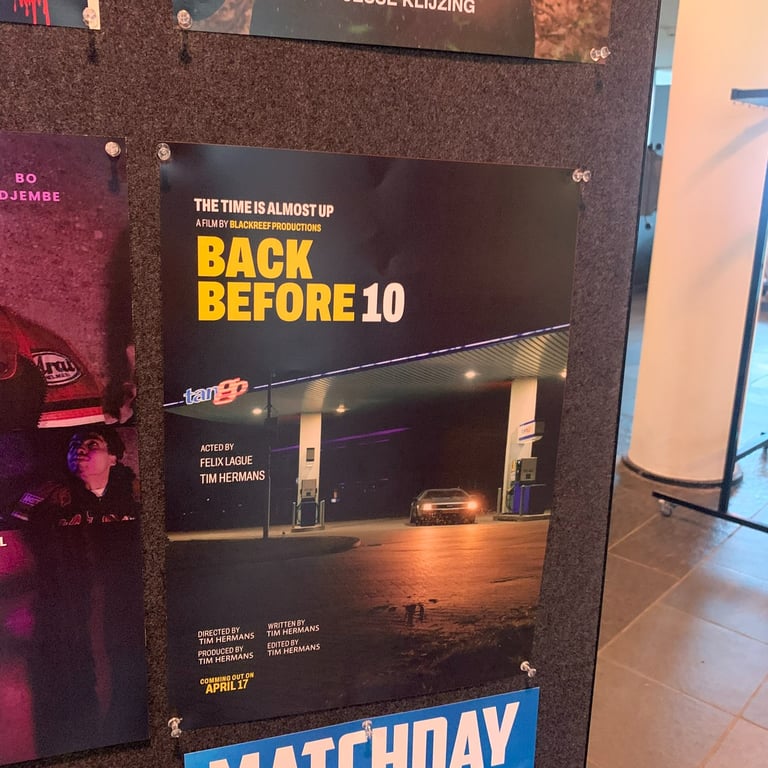 JESSE KLIJZING
BO
DJEMBE
Arai
THE TIME IS ALMOST UP
A FILM BY BLACKREEF PRODUCTIONS
BACK
BEFORE 10
tango
ACTED BY
FELIX LAGUE
TIM HERMANS
DIRECTED BY
TIM HERMANS
WRITTEN BY
TIM HERMANS
PRODUCED BY
TIM HERMANS
EDITED BY
TIM HERMANS
COMMING OUT ON
APRIL 17
MATCHDAY